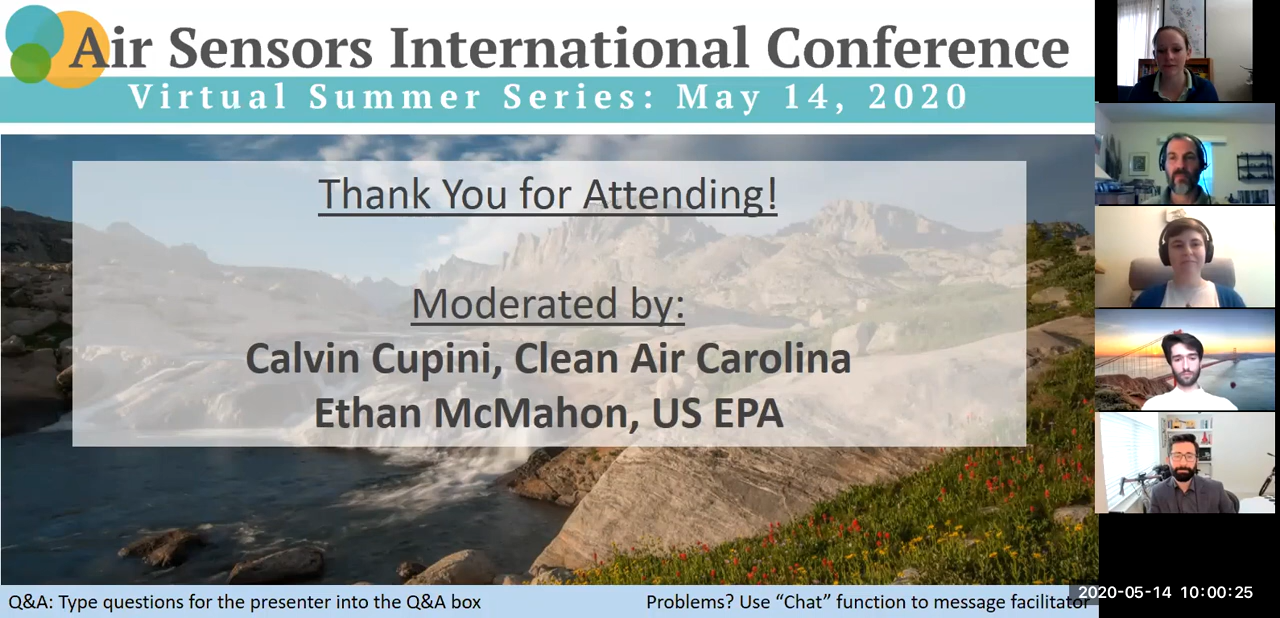 Air Sensors International Conference
Virtual Summer Series: May 14, 2020
Thank You for Attending!
Moderated by:
Calvin Cupini, Clean Air Carolina
Ethan McMahon, US EPA
Q&A: Type questions for the presenter into the Q&A box
Problems? Use “Chat” function to message facilitator
2020-05-14 10:00:25